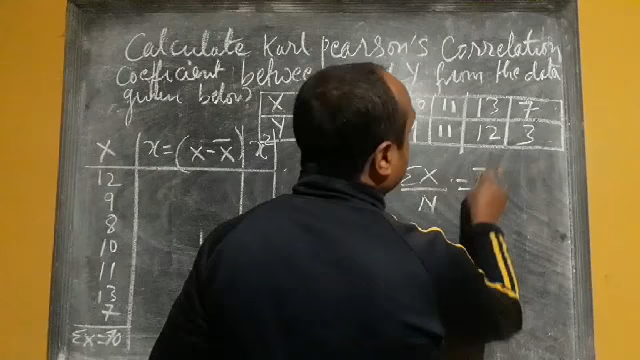 Calculate Karl pearson's Correlation
Coefficient between Y from the data
given below
X 11 13 7
Y 11 12 3
X x=(X-X̅) x²
ΣX/N =
12
9
8
10
11
13
7
ΣX=70